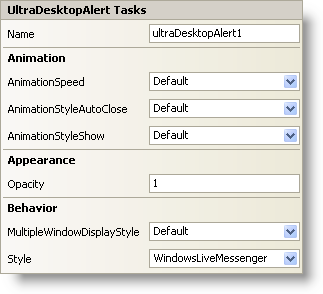 UltraDesktopAlert Tasks
Name ultraDesktopAlert1
Animation
AnimationSpeed Default
AnimationStyleAutoClose Default
AnimationStyleShow Default
Appearance
Opacity 1
Behavior
MultipleWindowDisplayStyle Default
Style WindowsLiveMessenger